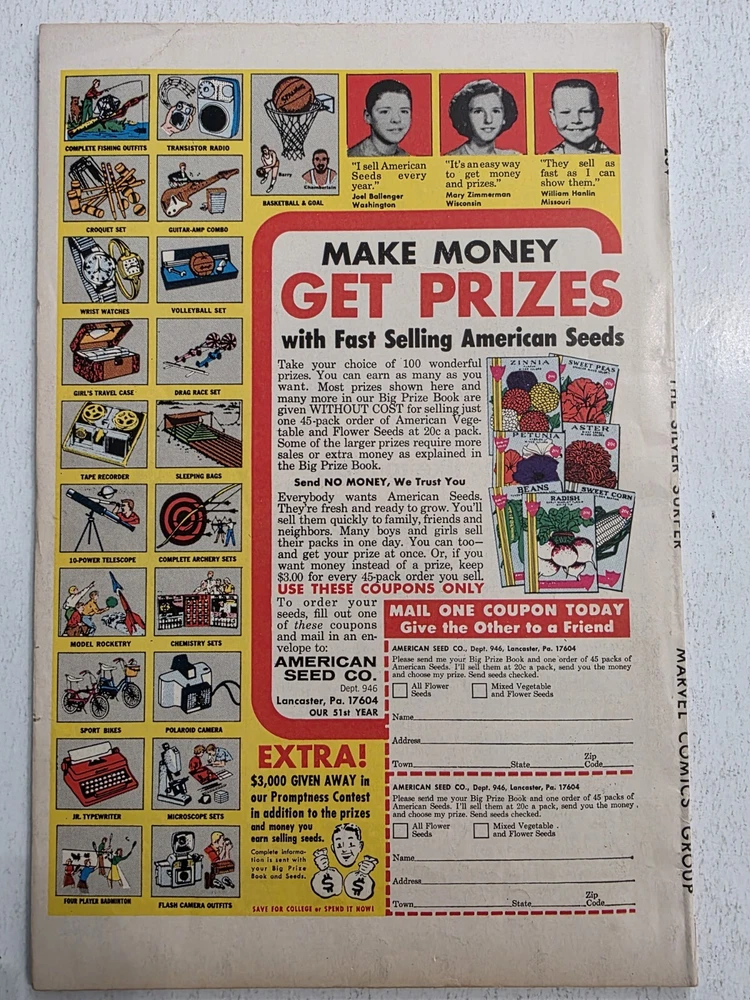 COMPLETE FISHING OUTFITS
TRANSISTOR RADIO
SPALDING
Barry
Chamberlain
BASKETBALL & GOAL
CROQUET SET
GUITAR-AMP COMBO
WRIST WATCHES
VOLLEYBALL SET
GIRL'S TRAVEL CASE
DRAG RACE SET
TAPE RECORDER
SLEEPING BAGS
10-POWER TELESCOPE
COMPLETE ARCHERY SETS
MODEL ROCKETRY
CHEMISTRY SETS
SPORT BIKES
POLAROID CAMERA
JR. TYPEWRITER
MICROSCOPE SETS
FOUR PLAYER BADMINTON
FLASH CAMERA OUTFITS
"I sell American
Seeds every
year."
Joel Ballenger
Washington
"It's an easy way
to get money
and prizes."
Mary Zimmerman
Wisconsin
"They sell as
fast as I can
show them."
William Hanlin
Missouri
MAKE MONEY
GET PRIZES
with Fast Selling American Seeds
Take your choice of 100 wonderful
prizes. You can earn as many as you
want. Most prizes shown here and
many more in our Big Prize Book are
given WITHOUT COST for selling just
one 45-pack order of American Vege-
table and Flower Seeds at 20c a pack.
Some of the larger prizes require more
sales or extra money as explained in
the Big Prize Book.
Send NO MONEY, We Trust You
Everybody wants American Seeds.
They're fresh and ready to grow. You'll
sell them quickly to family, friends and
neighbors. Many boys and girls sell
their packs in one day. You can too—
and get your prize at once. Or, if you
want money instead of a prize, keep
$3.00 for every 45-pack order you sell.
ZINNIA
SWEET PEAS
PETUNIA
ASTER
BEANS
RADISH
SWEET CORN
USE THESE COUPONS ONLY
To order your
seeds, fill out one
of these coupons
and mail in an en-
velope to:
AMERICAN
SEED CO.
Dept. 946
Lancaster, Pa. 17604
OUR 51st YEAR
MAIL ONE COUPON TODAY
Give the Other to a Friend
AMERICAN SEED CO., Dept. 946, Lancaster, Pa. 17604
Please send me your Big Prize Book and one order of 45 packs of
American Seeds. I'll sell them at 20c a pack, send you the money
and choose my prize. Send seeds checked.
All Flower
Seeds
Mixed Vegetable
and Flower Seeds
Name
Address
Town State Zip Code
AMERICAN SEED CO., Dept. 946, Lancaster, Pa. 17604
Please send me your Big Prize Book and one order of 45 packs of
American Seeds. I'll sell them at 20c a pack, send you the money
and choose my prize. Send seeds checked.
All Flower
Seeds
Mixed Vegetable
and Flower Seeds
Name
Address
Town State Zip Code
EXTRA!
$3,000 GIVEN AWAY in
our Promptness Contest
in addition to the prizes
and money you
earn selling seeds.
Complete informa-
tion is sent with
your Big Prize
Book and Seeds.
$ $
SAVE FOR COLLEGE or SPEND IT NOW!
THE SILVER SURFER
MARVEL COMICS GROUP